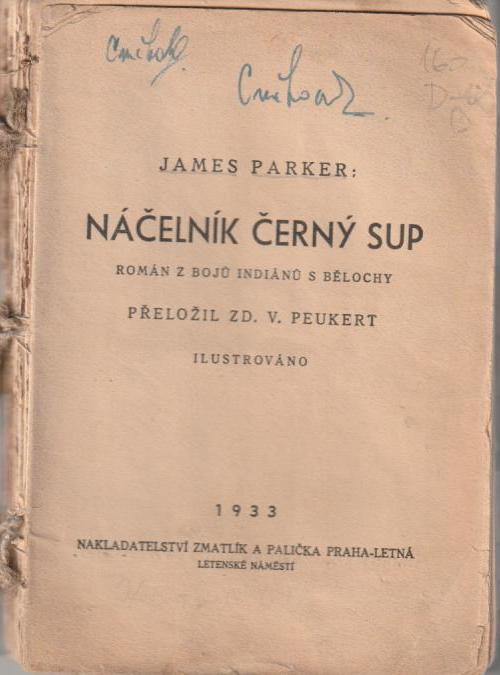 JAMES PARKER:
NÁČELNÍK ČERNÝ SUP
ROMÁN Z BOJŮ INDIÁNŮ S BĚLOCHY
PŘELOŽIL ZD. V. PEUKERT
ILUSTROVÁNO
1933
NAKLADATELSTVÍ ZMATLÍK A PALIČKA PRAHA-LETNÁ
LETENSKÉ NÁMĚSTÍ